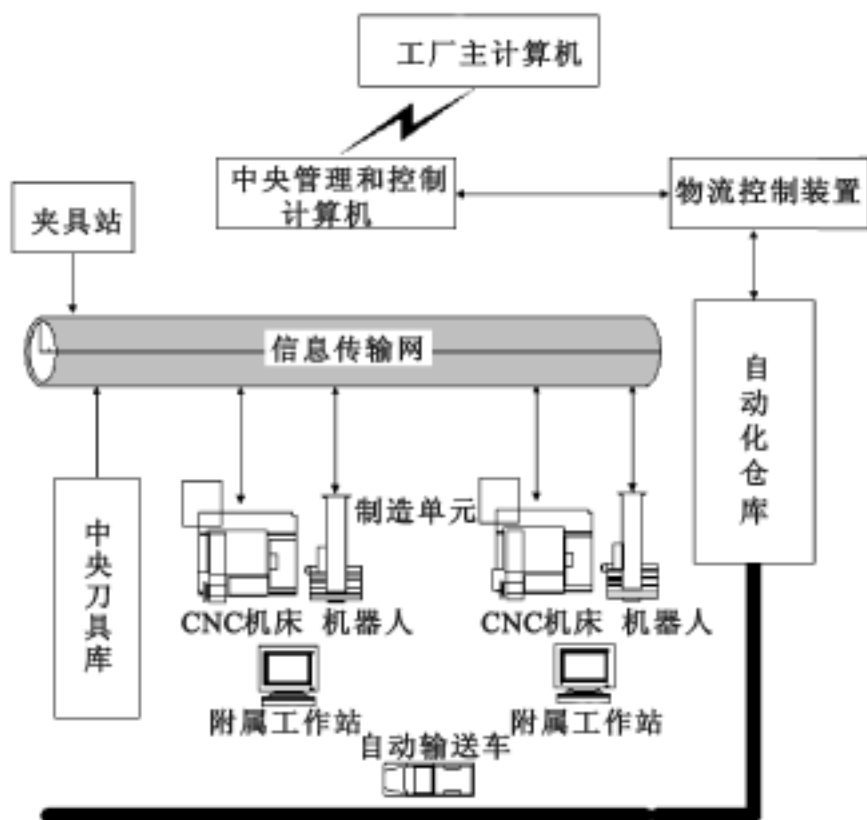 工厂主计算机
中央管理和控制
计算机
物流控制装置
夹具站
信息传输网
自动化仓库
中央刀具库
制造单元
CNC机床
机器人
CNC机床
机器人
附属工作站
附属工作站
自动输送车